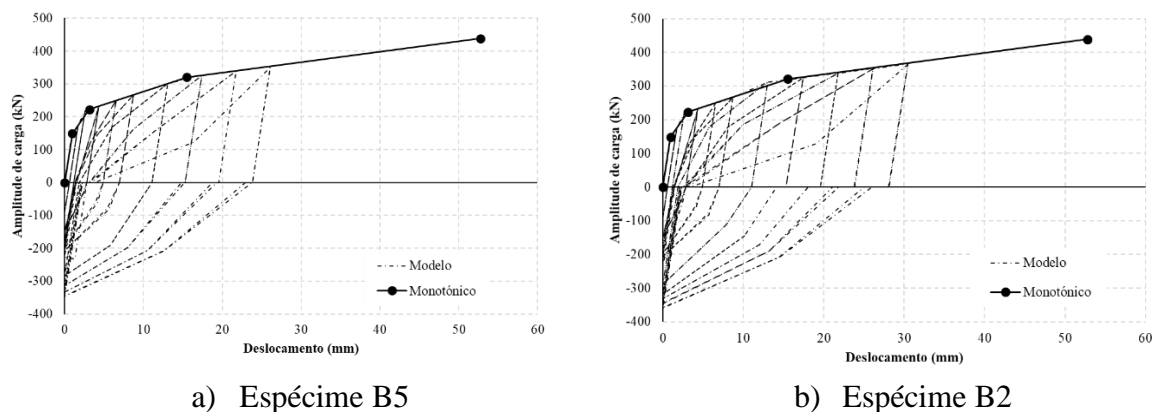 500
400
300
200
100
0
-100
-200
-300
-400
Amplitude de carga (kN)
Modelo
Monotónico
0 10 20 30 40 50 60
Deslocamento (mm)
a) Espécime B5
500
400
300
200
100
0
-100
-200
-300
-400
Amplitude de carga (kN)
Modelo
Monotónico
0 10 20 30 40 50 60
Deslocamento (mm)
b) Espécime B2